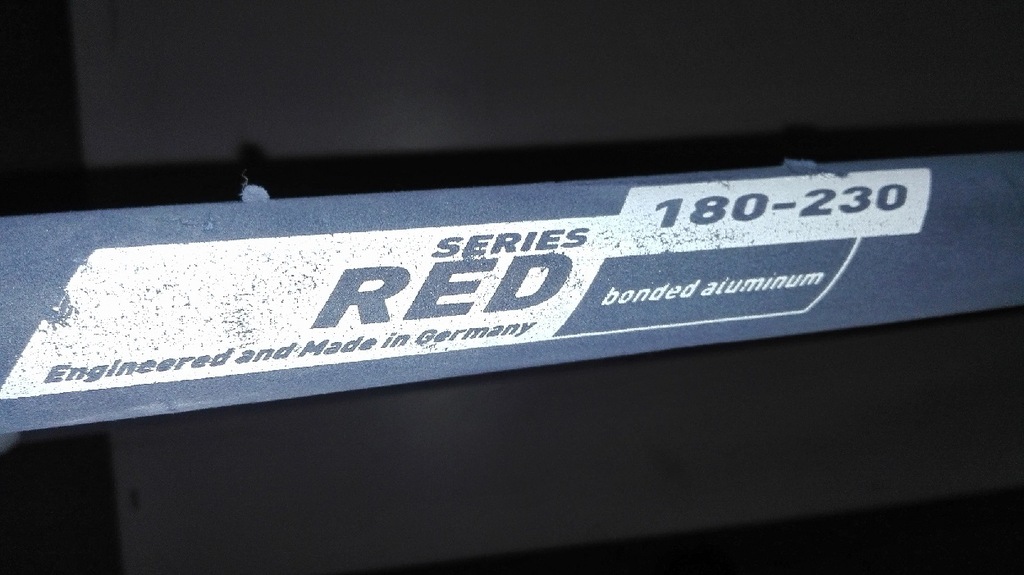 180-230
SERIES
RED
bonded aluminum
Engineered and Made in Germany